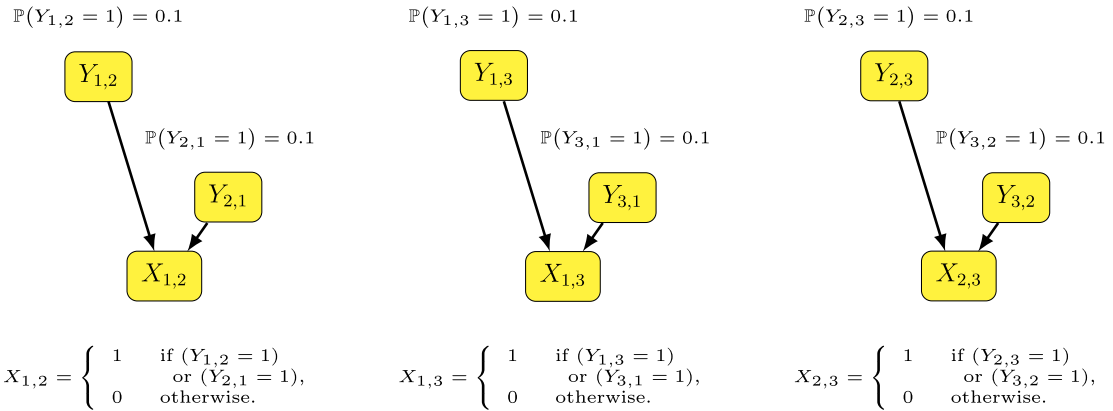 ℙ(Y₁,₂ = 1) = 0.1
Y₁,₂
ℙ(Y₂,₁ = 1) = 0.1
Y₂,₁
X₁,₂
X₁,₂ = { 1 if (Y₁,₂ = 1)
or (Y₂,₁ = 1),
0 otherwise.
ℙ(Y₁,₃ = 1) = 0.1
Y₁,₃
ℙ(Y₃,₁ = 1) = 0.1
Y₃,₁
X₁,₃
X₁,₃ = { 1 if (Y₁,₃ = 1)
or (Y₃,₁ = 1),
0 otherwise.
ℙ(Y₂,₃ = 1) = 0.1
Y₂,₃
ℙ(Y₃,₂ = 1) = 0.1
Y₃,₂
X₂,₃
X₂,₃ = { 1 if (Y₂,₃ = 1)
or (Y₃,₂ = 1),
0 otherwise.